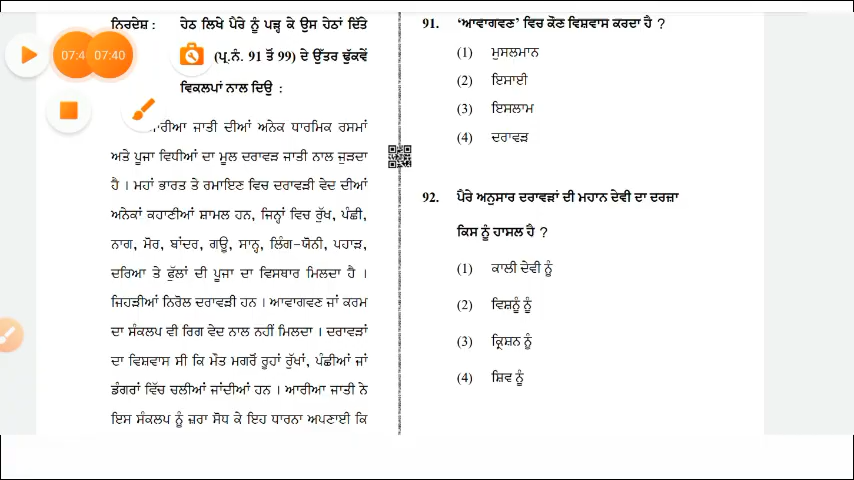 ਨਿਰਦੇਸ਼ : ਹੇਠ ਲਿਖੇ ਪੈਰੇ ਨੂੰ ਪੜ੍ਹ ਕੇ ਉਸ ਹੇਠਾਂ ਦਿੱਤੇ
(ਪ੍ਰ.ਨੰ. 91 ਤੋਂ 99) ਦੇ ਉੱਤਰ ਢੁੱਕਵੇਂ
ਵਿਕਲਪਾਂ ਨਾਲ ਦਿਉ :
07:40
ਜਾਤੀ ਦੀਆਂ ਅਨੇਕ ਧਾਰਮਿਕ ਰਸਮਾਂ
ਅਤੇ ਪੂਜਾ ਵਿਧੀਆਂ ਦਾ ਮੂਲ ਦਰਾਵੜ ਜਾਤੀ ਨਾਲ ਜੁੜਦਾ
ਹੈ । ਮਹਾਂ ਭਾਰਤ ਤੇ ਰਮਾਇਣ ਵਿਚ ਦਰਾਵੜੀ ਵੇਦ ਦੀਆਂ
ਅਨੇਕਾਂ ਕਹਾਣੀਆਂ ਸ਼ਾਮਲ ਹਨ, ਜਿਨ੍ਹਾਂ ਵਿਚ ਰੁੱਖ, ਪੰਛੀ,
ਨਾਗ, ਮੋਰ, ਬਾਂਦਰ, ਗਊ, ਸਾਨ੍ਹ, ਲਿੰਗ-ਯੋਨੀ, ਪਹਾੜ,
ਦਰਿਆ ਤੇ ਫੁੱਲਾਂ ਦੀ ਪੂਜਾ ਦਾ ਵਿਸਥਾਰ ਮਿਲਦਾ ਹੈ ।
ਜਿਹੜੀਆਂ ਨਿਰੋਲ ਦਰਾਵੜੀ ਹਨ । ਆਵਾਗਵਣ ਜਾਂ ਕਰਮ
ਦਾ ਸੰਕਲਪ ਵੀ ਰਿਗ ਵੇਦ ਨਾਲ ਨਹੀਂ ਮਿਲਦਾ । ਦਰਾਵੜਾਂ
ਦਾ ਵਿਸ਼ਵਾਸ ਸੀ ਕਿ ਮੌਤ ਮਗਰੋਂ ਰੂਹਾਂ ਰੁੱਖਾਂ, ਪੰਛੀਆਂ ਜਾਂ
ਡੰਗਰਾਂ ਵਿੱਚ ਚਲੀਆਂ ਜਾਂਦੀਆਂ ਹਨ । ਆਰੀਆ ਜਾਤੀ ਨੇ
ਇਸ ਸੰਕਲਪ ਨੂੰ ਜ਼ਰਾ ਸੋਧ ਕੇ ਇਹ ਧਾਰਨਾ ਅਪਣਾਈ ਕਿ
91. 'ਆਵਾਗਵਣ' ਵਿਚ ਕੌਣ ਵਿਸ਼ਵਾਸ ਕਰਦਾ ਹੈ ?
(1) ਮੁਸਲਮਾਨ
(2) ਇਸਾਈ
(3) ਇਸਲਾਮ
(4) ਦਰਾਵੜ
92. ਪੈਰੇ ਅਨੁਸਾਰ ਦਰਾਵੜਾਂ ਦੀ ਮਹਾਨ ਦੇਵੀ ਦਾ ਦਰਜ਼ਾ
ਕਿਸ ਨੂੰ ਹਾਸਲ ਹੈ ?
(1) ਕਾਲੀ ਦੇਵੀ ਨੂੰ
(2) ਵਿਸ਼ਨੂੰ ਨੂੰ
(3) ਕ੍ਰਿਸ਼ਨ ਨੂੰ
(4) ਸ਼ਿਵ ਨੂੰ